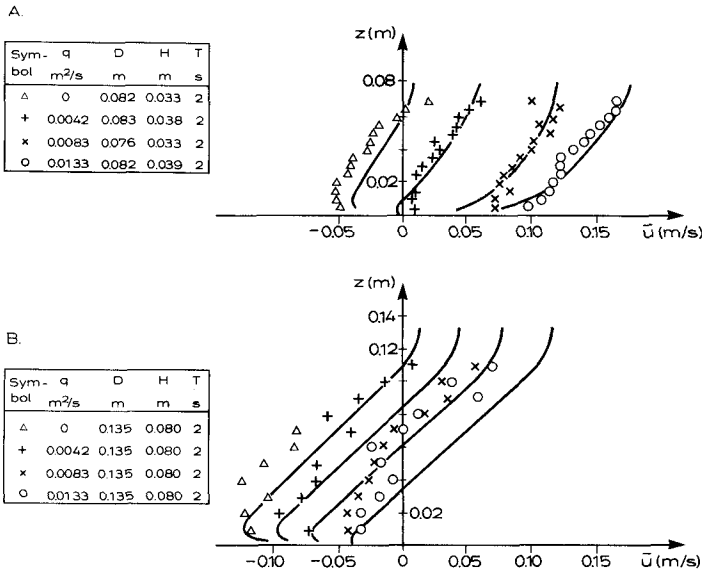 A.
Sym- q D H T
bol m²/s m m s
△ 0 0.082 0.033 2
+ 0.0042 0.083 0.038 2
× 0.0083 0.076 0.033 2
○ 0.0133 0.082 0.039 2
z (m)
0.08
0.02
-0.05 0 0.05 0.10 0.15 ū (m/s)
B.
Sym- q D H T
bol m²/s m m s
△ 0 0.135 0.080 2
+ 0.0042 0.135 0.080 2
× 0.0083 0.135 0.080 2
○ 0.0133 0.135 0.080 2
z (m)
0.14
0.12
0.02
-0.10 -0.05 0 0.05 0.10 0.15 ū (m/s)